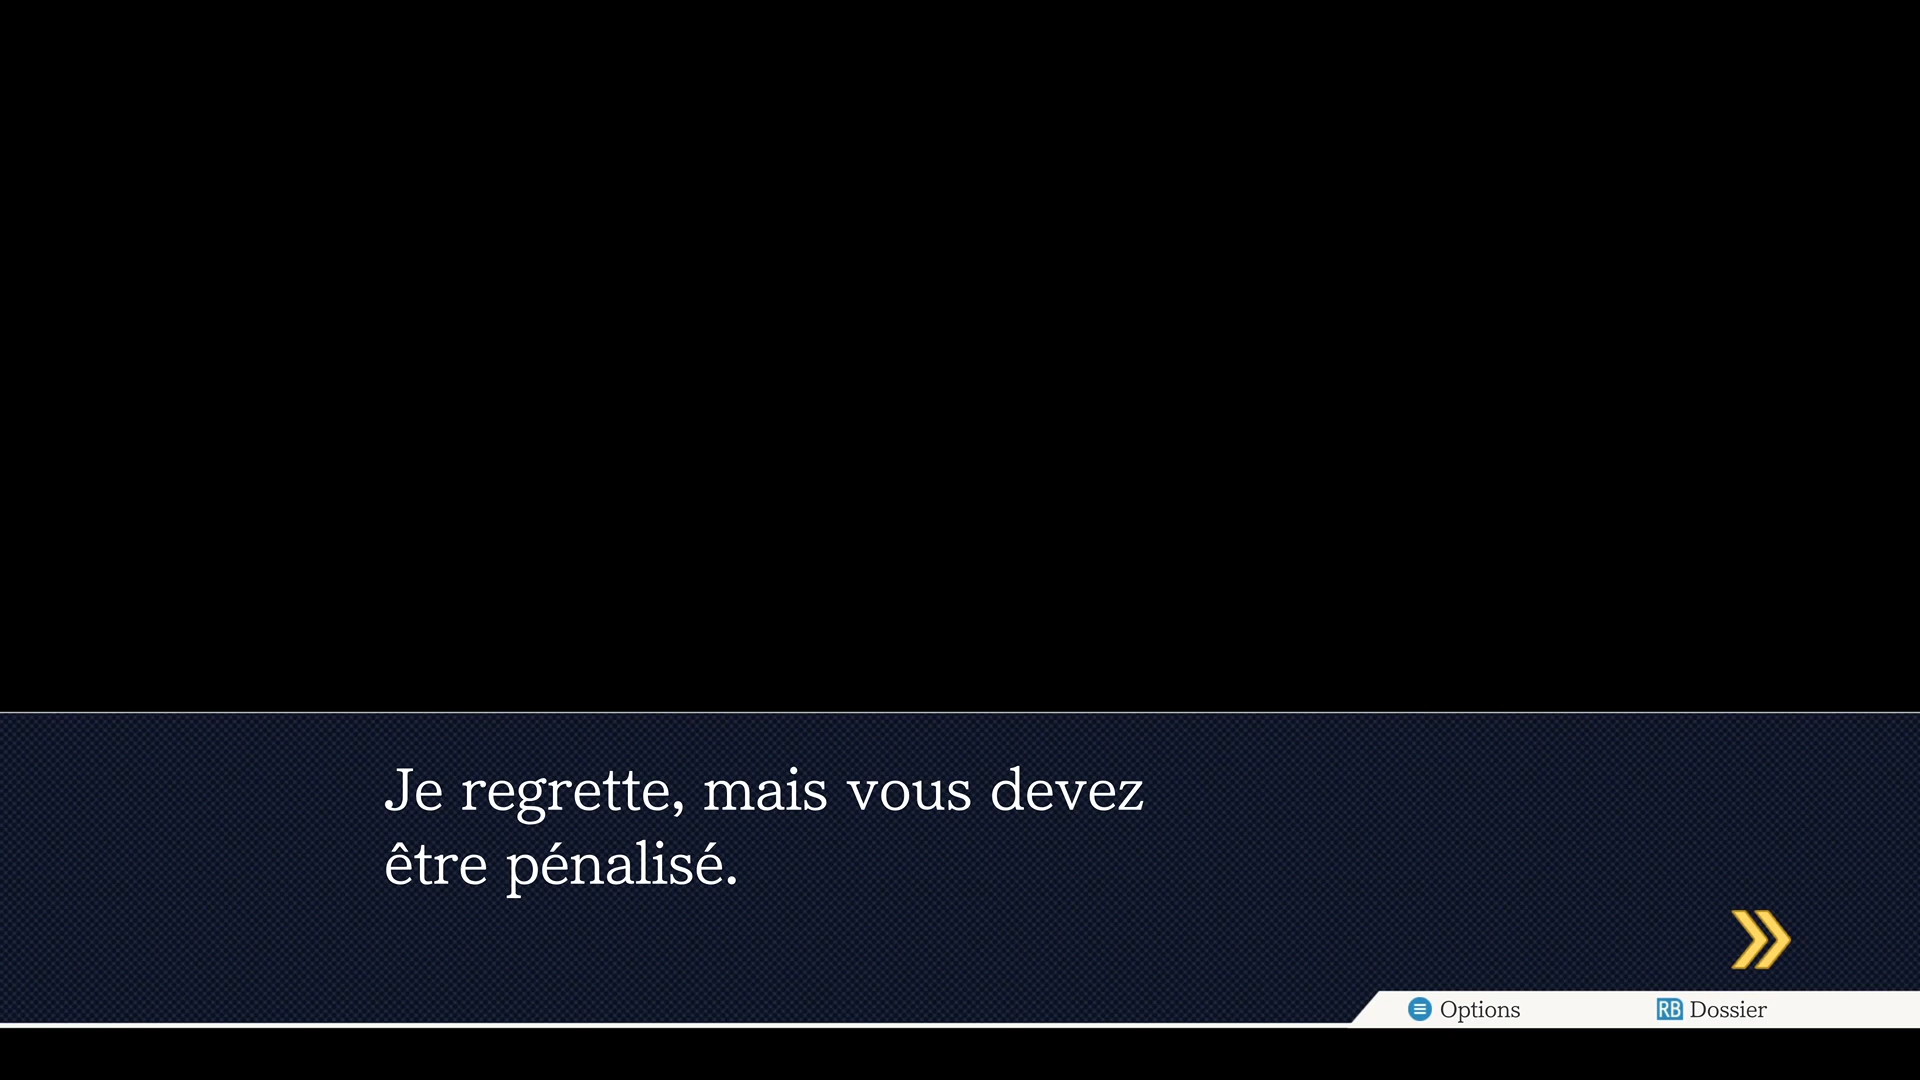 Je regrette, mais vous devez
être pénalisé.
Options
RB Dossier